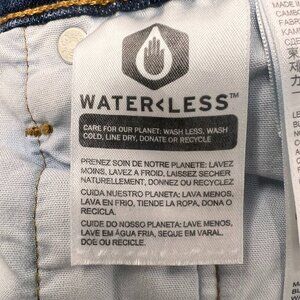 WATER<LESS™
CARE FOR OUR PLANET: WASH LESS, WASH
COLD, LINE DRY, DONATE OR RECYCLE
PRENEZ SOIN DE NOTRE PLANETE: LAVEZ
MOINS, LAVEZ A FROID, LAISSEZ SECHER
NATURELLEMENT, DONNEZ OU RECYCLEZ
CUIDA NUESTRO PLANETA: LAVA MENOS,
LAVA EN FRIO, TIENDE LA ROPA, DONA O
RECICLA.
CUIDE DO NOSSO PLANETA: LAVE MENOS,
LAVE EM ÁGUA FRIA, SEQUE EM VARAL,
DOE OU RECICLE.
MADE IN